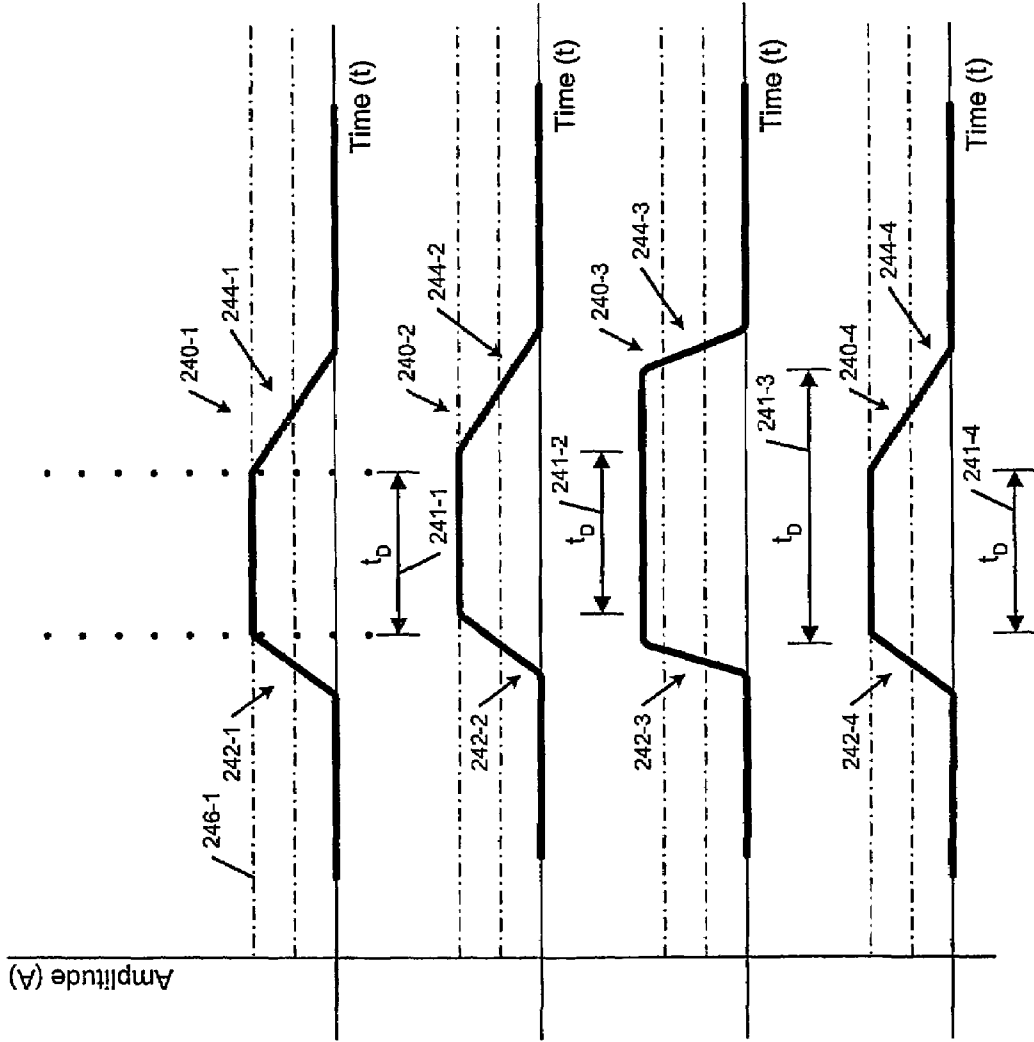 Amplitude (A)
246-1
242-1
240-1
244-1
Time (t)
t_D
241-1
242-2
240-2
244-2
Time (t)
t_D
241-2
242-3
240-3
244-3
Time (t)
t_D
241-3
242-4
240-4
244-4
Time (t)
t_D
241-4